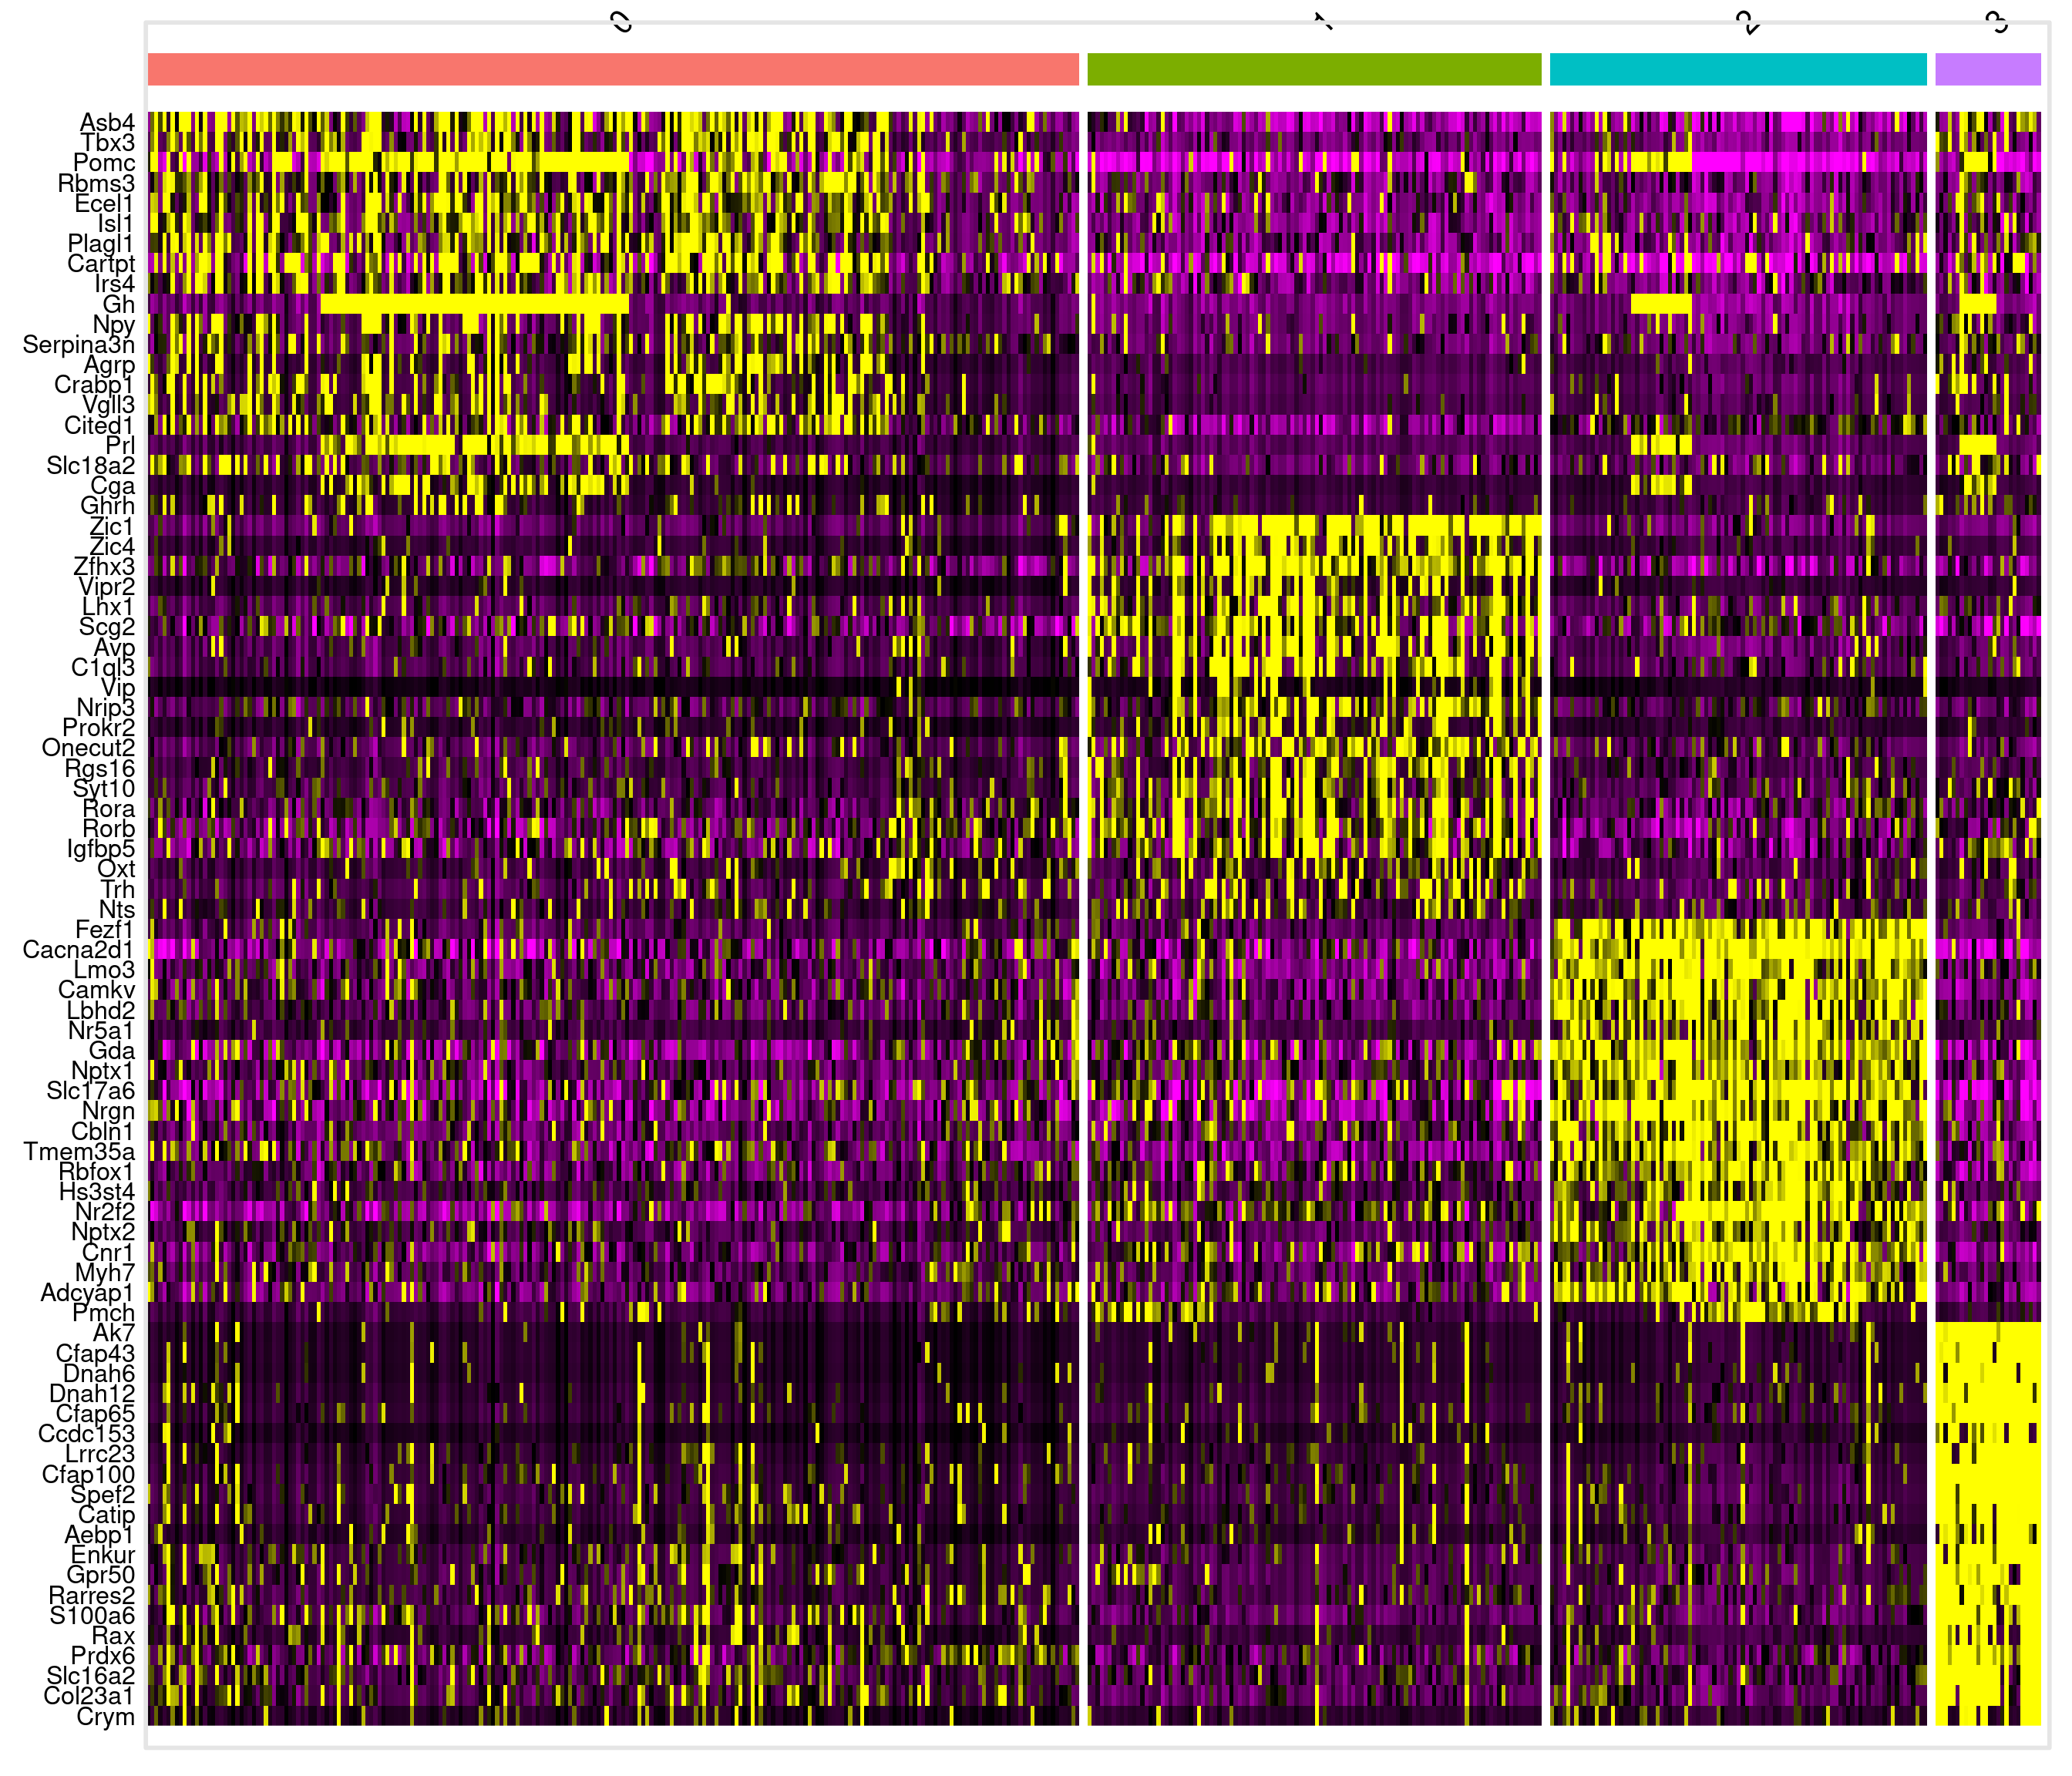 0 1 2 3
Asb4
Tbx3
Pomc
Rbms3
Ecel1
Isl1
Plagl1
Cartpt
Irs4
Gh
Npy
Serpina3n
Agrp
Crabp1
Vgll3
Cited1
Prl
Slc18a2
Cga
Ghrh
Zic1
Zic4
Zfhx3
Vipr2
Lhx1
Scg2
Avp
C1ql3
Vip
Nrip3
Prokr2
Onecut2
Rgs16
Syt10
Rora
Rorb
Igfbp5
Oxt
Trh
Nts
Fezf1
Cacna2d1
Lmo3
Camkv
Lbhd2
Nr5a1
Gda
Nptx1
Slc17a6
Nrgn
Cbln1
Tmem35a
Rbfox1
Hs3st4
Nr2f2
Nptx2
Cnr1
Myh7
Adcyap1
Pmch
Ak7
Cfap43
Dnah6
Dnah12
Cfap65
Ccdc153
Lrrc23
Cfap100
Spef2
Catip
Aebp1
Enkur
Gpr50
Rarres2
S100a6
Rax
Prdx6
Slc16a2
Col23a1
Crym